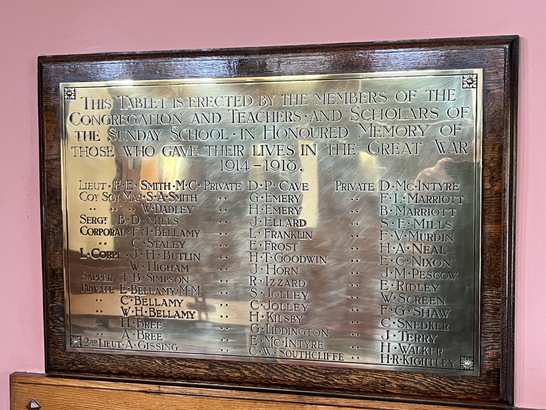 THIS TABLET IS ERECTED BY THE MEMBERS OF THE
CONGREGATION AND TEACHERS · AND SCHOLARS OF
THE SUNDAY SCHOOL · IN HONOURED MEMORY OF
THOSE WHO GAVE THEIR LIVES IN THE GREAT WAR
1914 - 1918.
LIEUT · F · E · SMITH · M · C · PRIVATE D · P · CAVE PRIVATE D · MC · INTYRE
COY SGT MAJ · S · A · SMITH " G · EMERY " F · L · MARRIOTT
" " W · DADLEY " H · EMERY " B · MARRIOTT
SERGT B · D · MILLS " J · ELLARD " S · F · MILLS
CORPORAL F · J · BELLAMY " L · FRANKLIN " F · V · MURDIN
" C · STALEY " E · FROST " H · A · NEAL
L · CORPL · J · H · BUTLIN " H · T · GOODWIN " E · C · NIXON
" W · HIGHAM " J · HORN " J · M · PESCOW
SAPPER T · B · SIMPSON " R · IZZARD " E · RIDLEY
PRIVATE E · BELLAMY · M · M · " J · JOLLEY " W · SCREEN
" C · BELLAMY " C · JOLLEY " F · G · SHAW
" W · H · BELLAMY " H · KILSBY " C · SNEDKER
" H · BREE " G · LIDDINGTON " J · TERRY
" A · BREE " E · MC · INTYRE " H · WALKER
2ND LIEUT · A · GISSING " C · W · SOUTHCLIFFE " H · R · KIGHTLEY